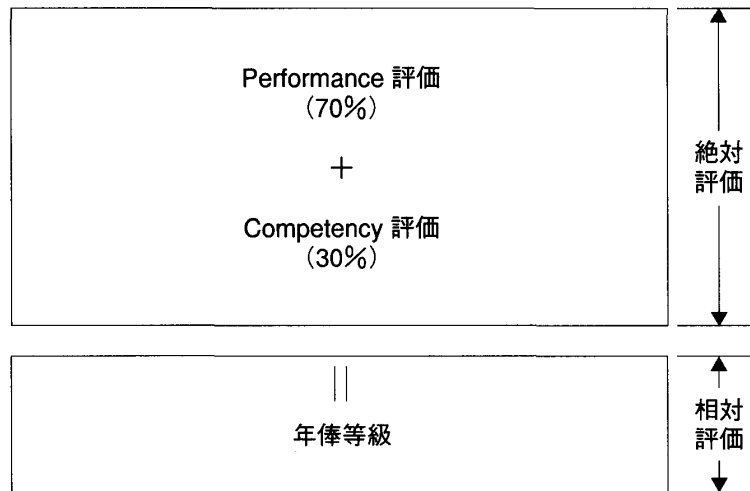 Performance 評価
(70%)
+
Competency 評価
(30%)
絶対
評価
||
年俸等級
相対
評価